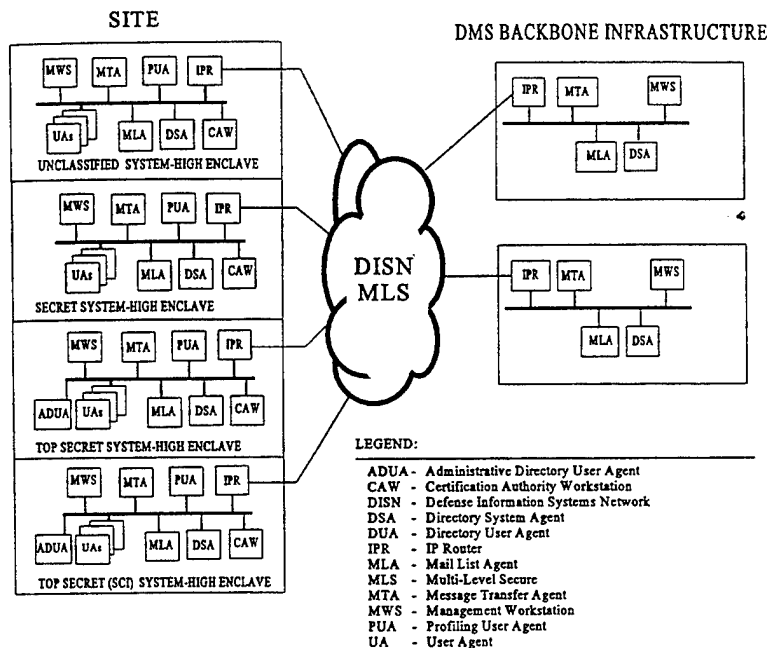 SITE
DMS BACKBONE INFRASTRUCTURE
MWS MTA PUA IPR
UAs MLA DSA CAW
UNCLASSIFIED SYSTEM-HIGH ENCLAVE
MWS MTA PUA IPR
UAs MLA DSA CAW
SECRET SYSTEM-HIGH ENCLAVE
MWS MTA PUA IPR
ADUA UAs MLA DSA CAW
TOP SECRET SYSTEM-HIGH ENCLAVE
MWS MTA PUA IPR
ADUA UAs MLA DSA CAW
TOP SECRET (SCI) SYSTEM-HIGH ENCLAVE
DISN
MLS
IPR MTA MWS
MLA DSA
IPR MTA MWS
MLA DSA
LEGEND:
ADUA - Administrative Directory User Agent
CAW - Certification Authority Workstation
DISN - Defense Information Systems Network
DSA - Directory System Agent
DUA - Directory User Agent
IPR - IP Router
MLA - Mail List Agent
MLS - Multi-Level Secure
MTA - Message Transfer Agent
MWS - Management Workstation
PUA - Profiling User Agent
UA - User Agent